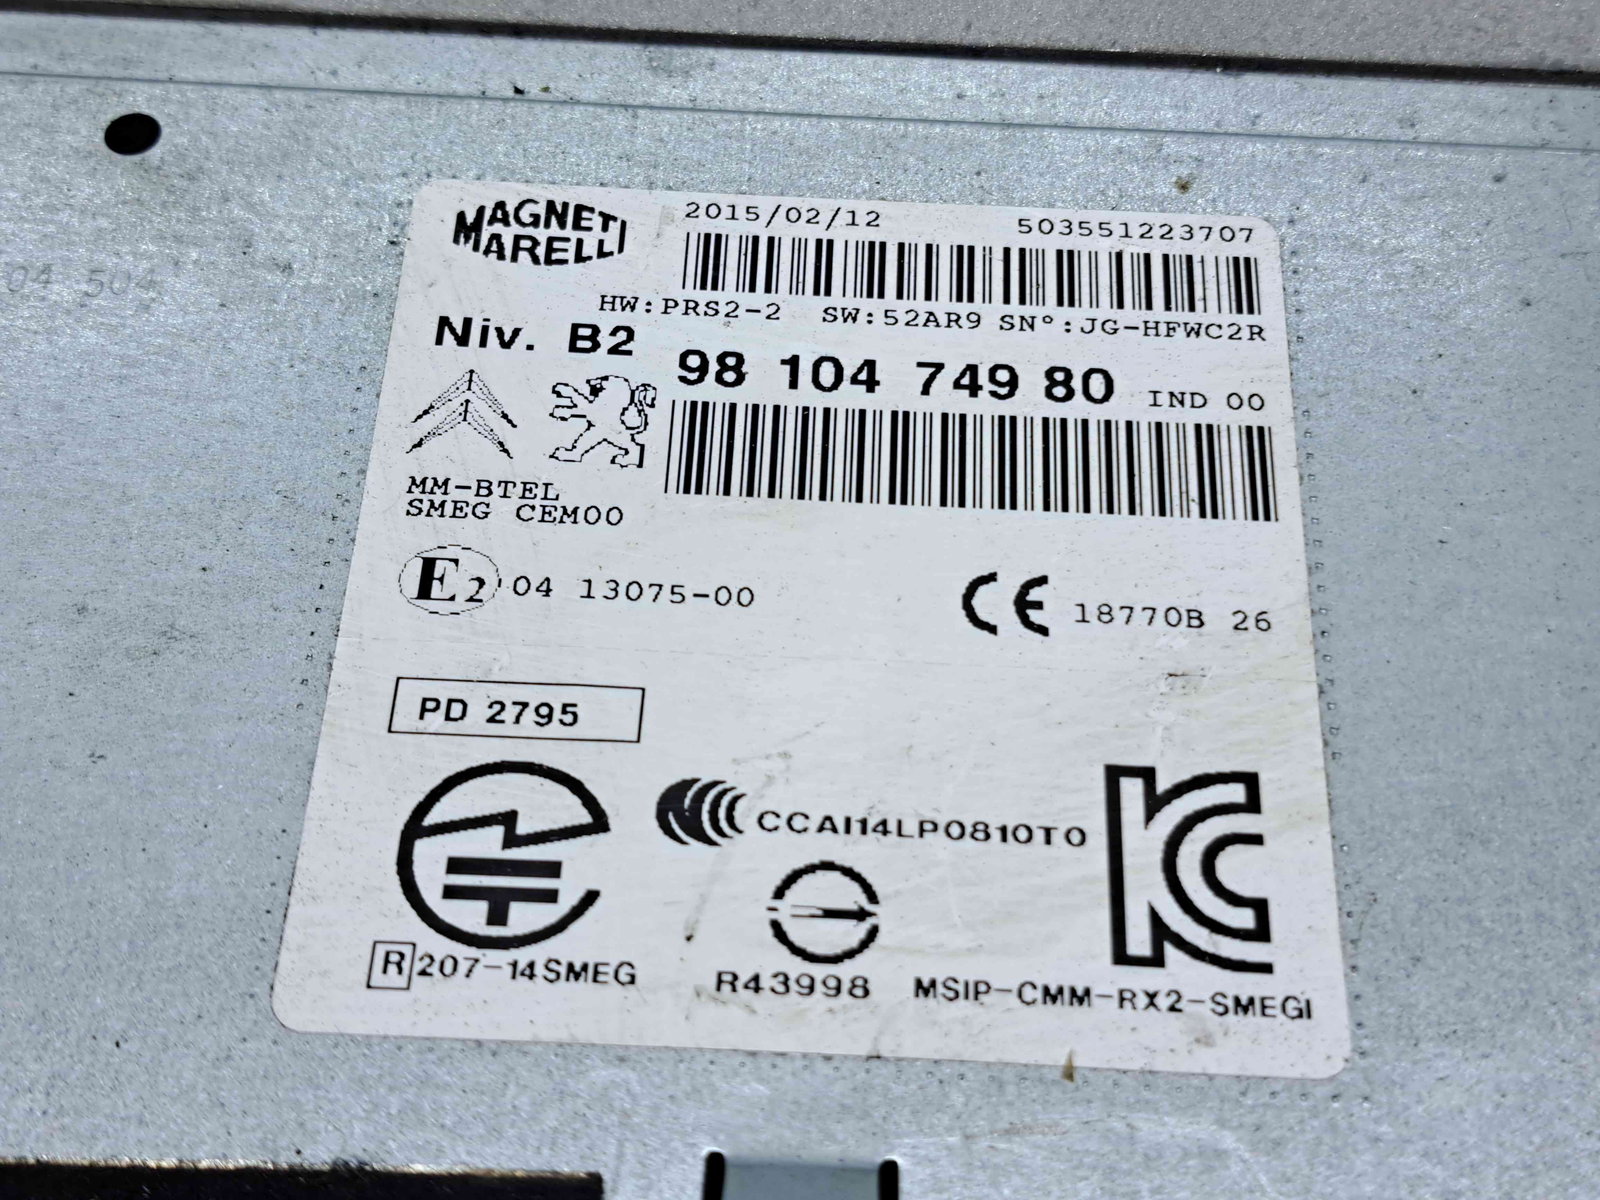 MAGNETI
MARELLI
2015/02/12 503551223707
HW:PRS2-2 SW:52AR9 SN°:JG-HFWC2R
Niv. B2
98 104 749 80 IND 00
MM-BTEL
SMEG CEM00
E2 04 13075-00
CE 18770B 26
PD 2795
CCAI14LP0810T0
R 207-14SMEG
R43998
MSIP-CMM-RX2-SMEGI
04 504